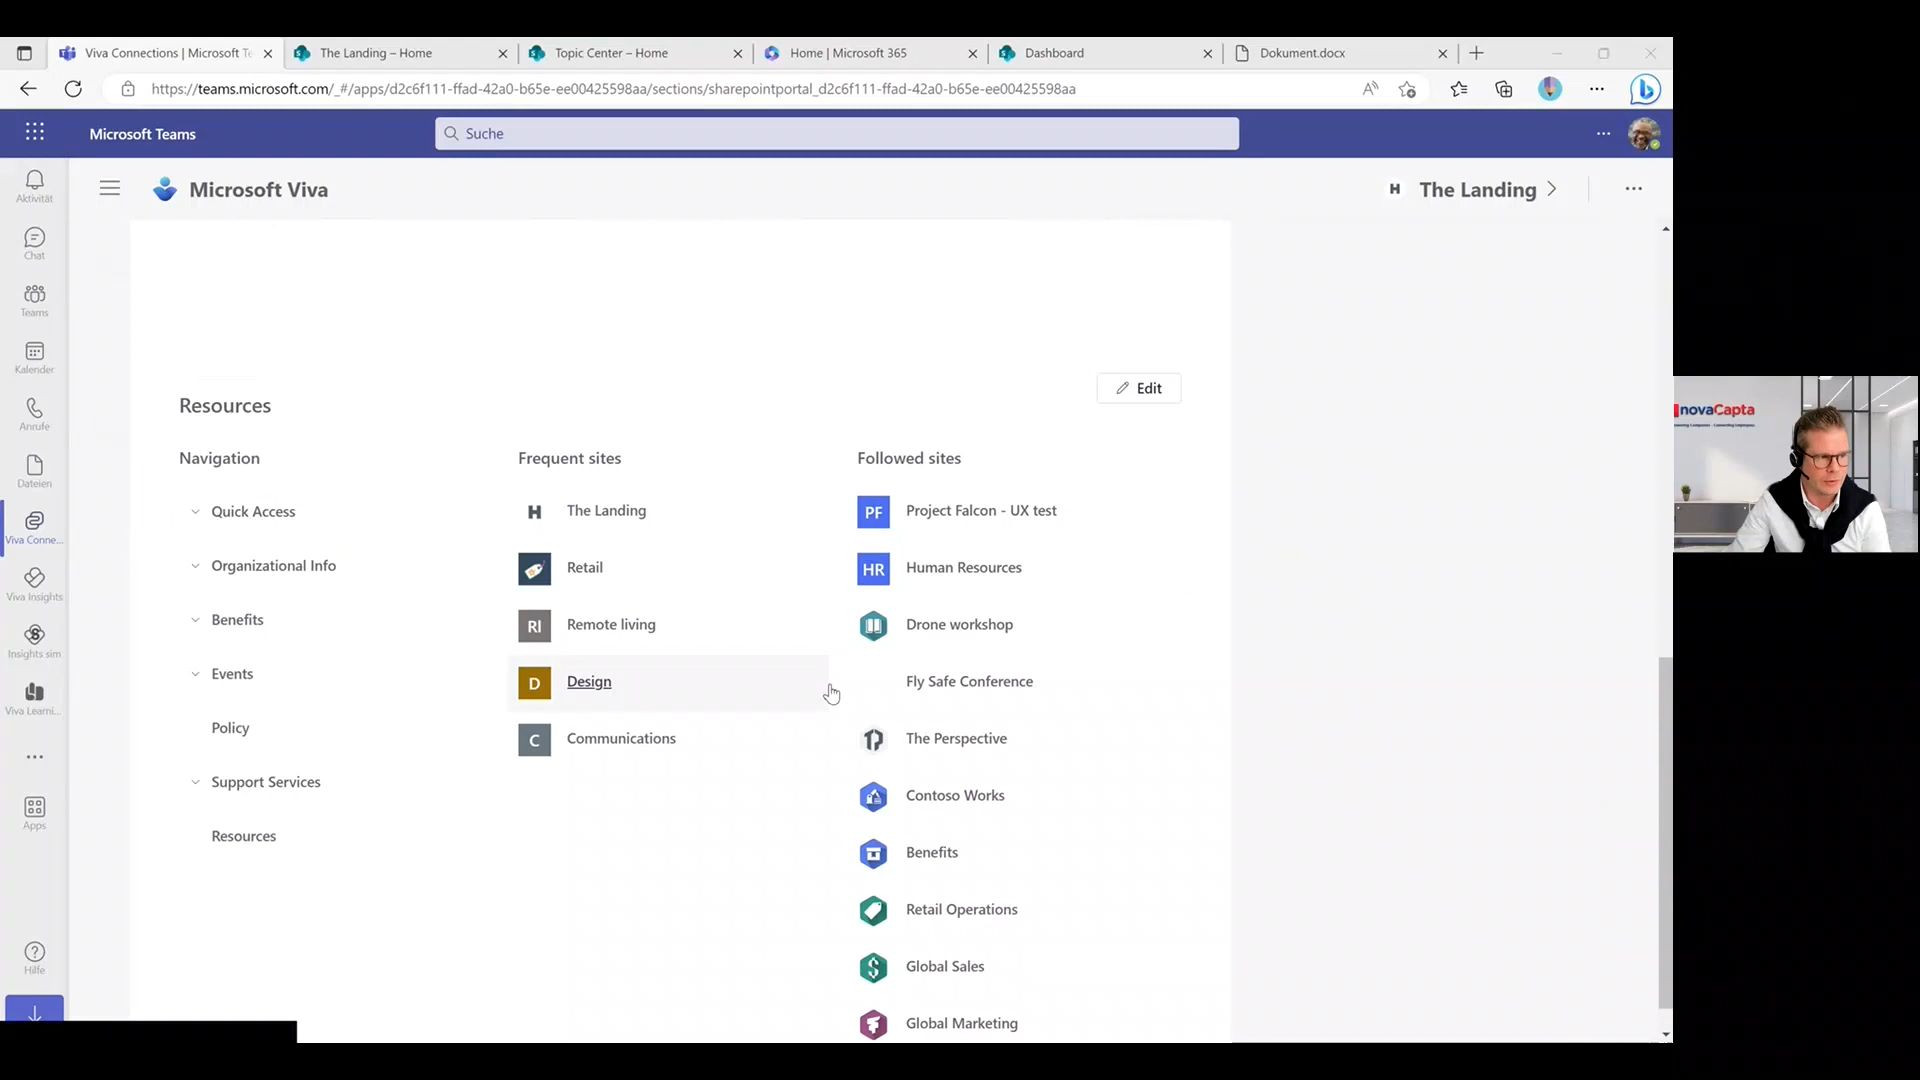 Viva Connections | Microsoft Te
The Landing – Home
Topic Center – Home
Home | Microsoft 365
Dashboard
Dokument.docx
https://teams.microsoft.com/_#/apps/d2c6f111-ffad-42a0-b65e-ee00425598aa/sections/sharepointportal_d2c6f111-ffad-42a0-b65e-ee00425598aa
Microsoft Teams
Suche
Aktivität
Chat
Teams
Kalender
Anrufe
Dateien
Viva Conne...
Viva Insights
Insights sim
Viva Learni...
Apps
Hilfe
Microsoft Viva
H The Landing
Edit
Resources
Navigation
Quick Access
Organizational Info
Benefits
Events
Policy
Support Services
Resources
Frequent sites
H The Landing
Retail
RI Remote living
D Design
C Communications
Followed sites
PF Project Falcon - UX test
HR Human Resources
Drone workshop
Fly Safe Conference
The Perspective
Contoso Works
Benefits
Retail Operations
Global Sales
Global Marketing
novaCapta